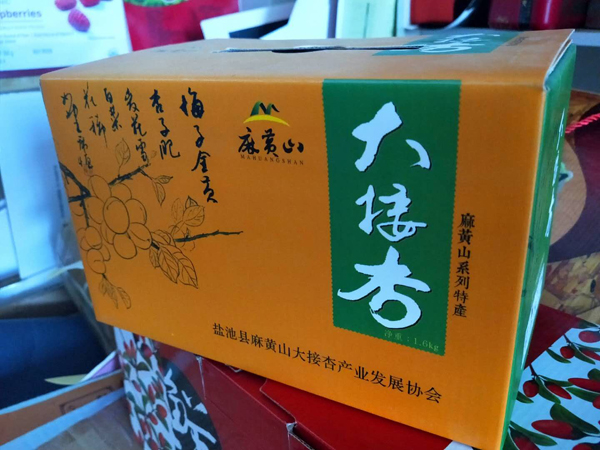 pberries
梅子金黄
杏子肥
麦花雪
白菜
花稀
麻黄山
MAHUANGSHAN
大接杏
麻黄山系列特産
净重：1.6kg
盐池县麻黄山大接杏产业发展协会